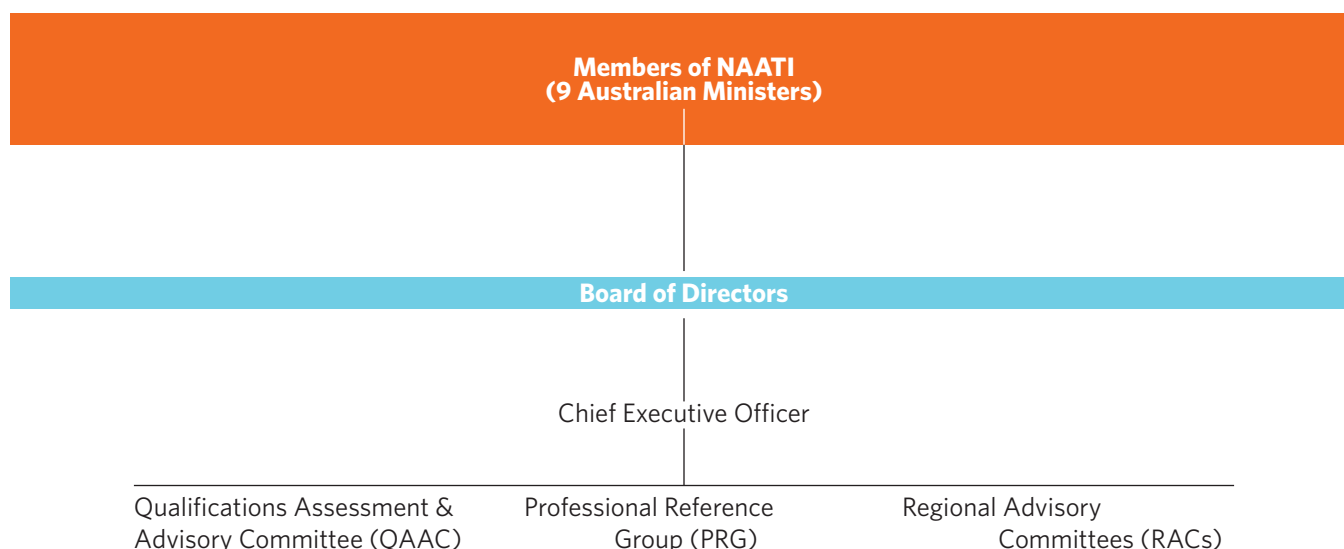 Members of NAATI
(9 Australian Ministers)
Board of Directors
Chief Executive Officer
Qualifications Assessment &
Advisory Committee (QAAC)
Professional Reference
Group (PRG)
Regional Advisory
Committees (RACs)